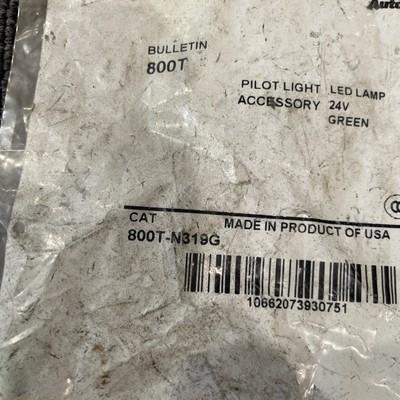 BULLETIN
800T
PILOT LIGHT LED LAMP
ACCESSORY 24V
GREEN
CAT MADE IN PRODUCT OF USA
800T-N319G
10662073930751